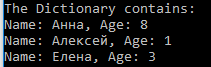 The Dictionary contains:
Name: Анна, Age: 8
Name: Алексей, Age: 1
Name: Елена, Age: 3